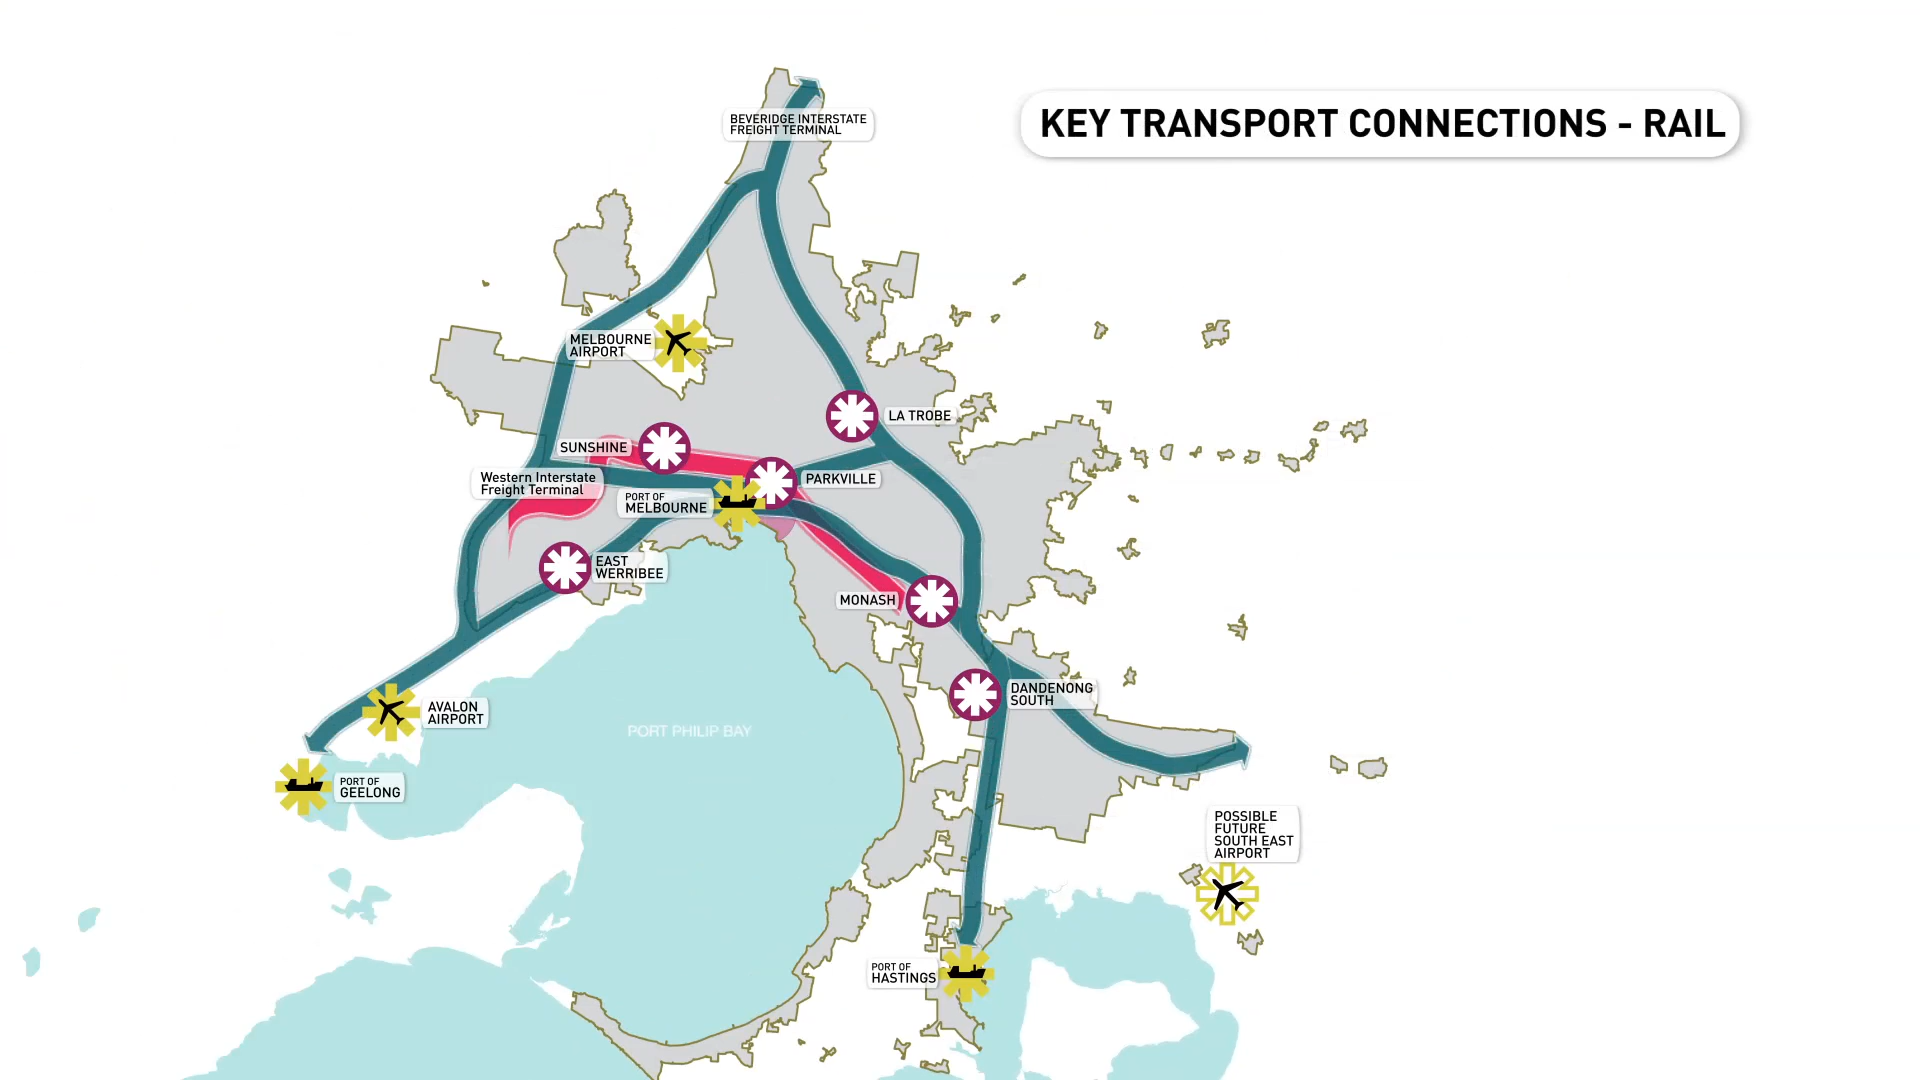 KEY TRANSPORT CONNECTIONS - RAIL
BEVERIDGE INTERSTATE
FREIGHT TERMINAL
MELBOURNE
AIRPORT
LA TROBE
SUNSHINE
Western Interstate
Freight Terminal
PARKVILLE
PORT OF
MELBOURNE
EAST
WERRIBEE
MONASH
DANDENONG
SOUTH
AVALON
AIRPORT
PORT PHILIP BAY
PORT OF
GEELONG
POSSIBLE
FUTURE
SOUTH EAST
AIRPORT
PORT OF
HASTINGS